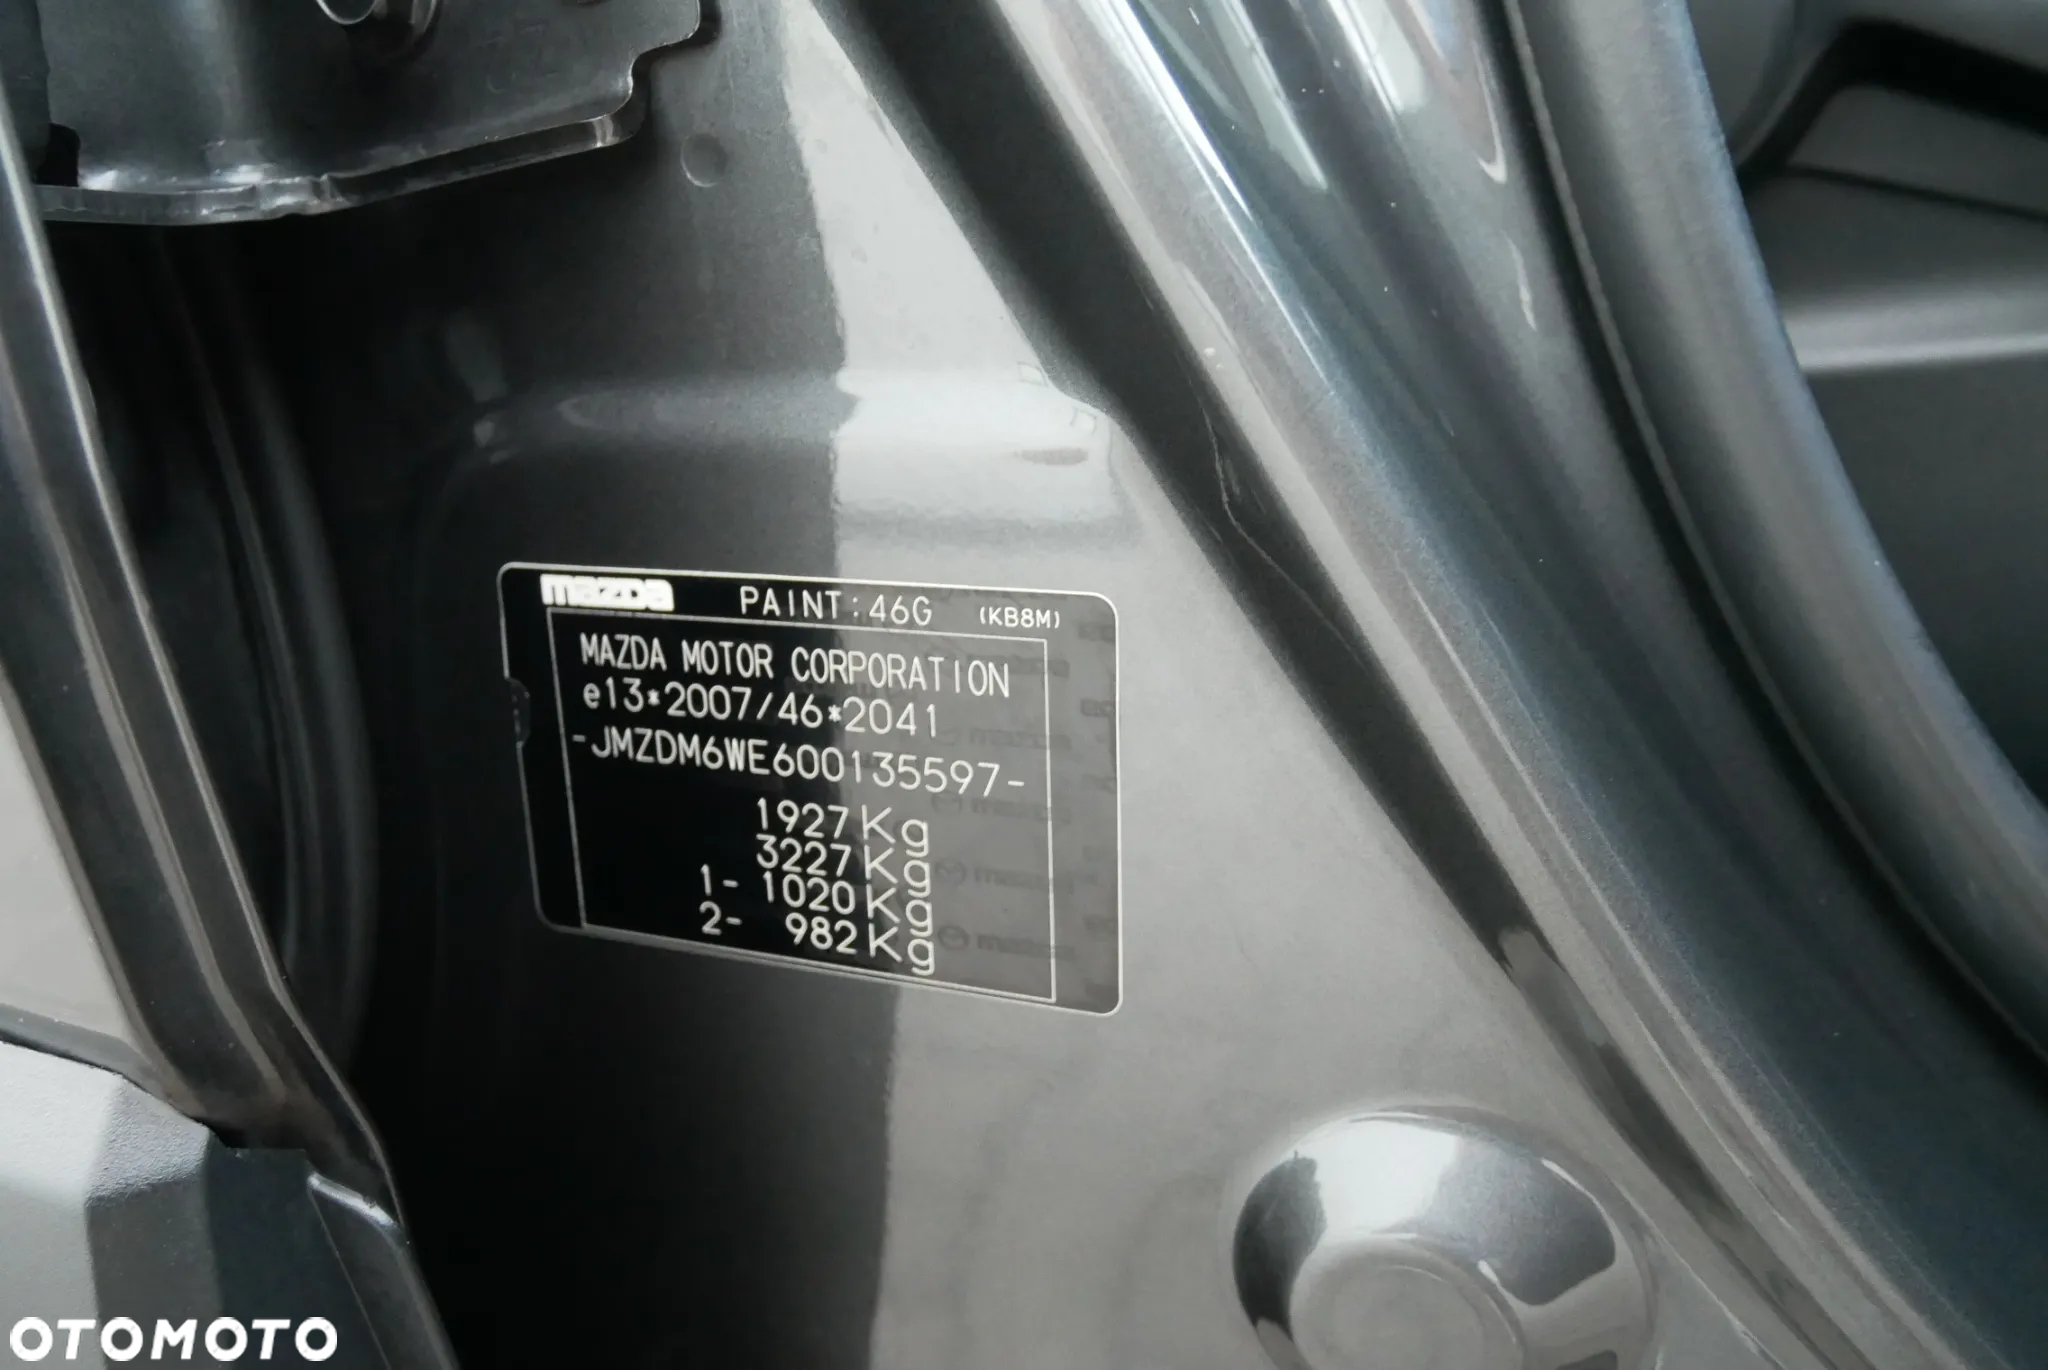 mazda PAINT:46G (KB8M)
MAZDA MOTOR CORPORATION
e13*2007/46*2041
-JMZDM6WE600135597-
1927Kg
3227Kg
1- 1020Kg
2- 982Kg
OTOMOTO